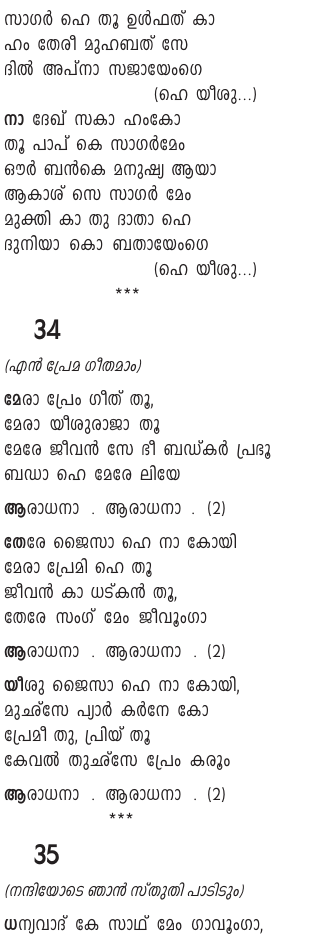 സാഗർ ഹെ തൂ ഉൾഫത് കാ
ഹം തേരീ മുഹബത് സേ
ദിൽ അപ്നാ സജായേംഗെ
(ഹെ യീശു...)
നാ ദേഖ് സകാ ഹംകോ
തൂ പാപ് കെ സാഗർമേം
ഔർ ബൻകെ മനുഷ്യ ആയാ
ആകാശ് സെ സാഗർ മേം
മുക്തി കാ തു ദാതാ ഹെ
ദുനിയാ കൊ ബതായേംഗെ
(ഹെ യീശു...)
***
34
(എൻ പ്രേമ ഗീതമാം)
മേരാ പ്രേം ഗീത് തൂ,
മേരാ യീശുരാജാ തൂ
മേരേ ജീവൻ സേ ഭീ ബഡ്കർ പ്രഭൂ
ബഡാ ഹെ മേരേ ലിയേ
ആരാധനാ . ആരാധനാ . (2)
തേരേ ജൈസാ ഹെ നാ കോയി
മേരാ പ്രേമി ഹെ തൂ
ജീവൻ കാ ധട്കൻ തൂ,
തേരേ സംഗ് മേം ജീവൂംഗാ
ആരാധനാ . ആരാധനാ . (2)
യീശു ജൈസാ ഹെ നാ കോയി,
മുഛ്സേ പ്യാർ കർനേ കോ
പ്രേമീ തു, പ്രിയ് തൂ
കേവൽ തുഛ്സേ പ്രേം കരൂം
ആരാധനാ . ആരാധനാ . (2)
***
35
(നന്ദിയോടെ ഞാൻ സ്തുതി പാടിടും)
ധന്യവാദ് കേ സാഥ് മേം ഗാവൂംഗാ,